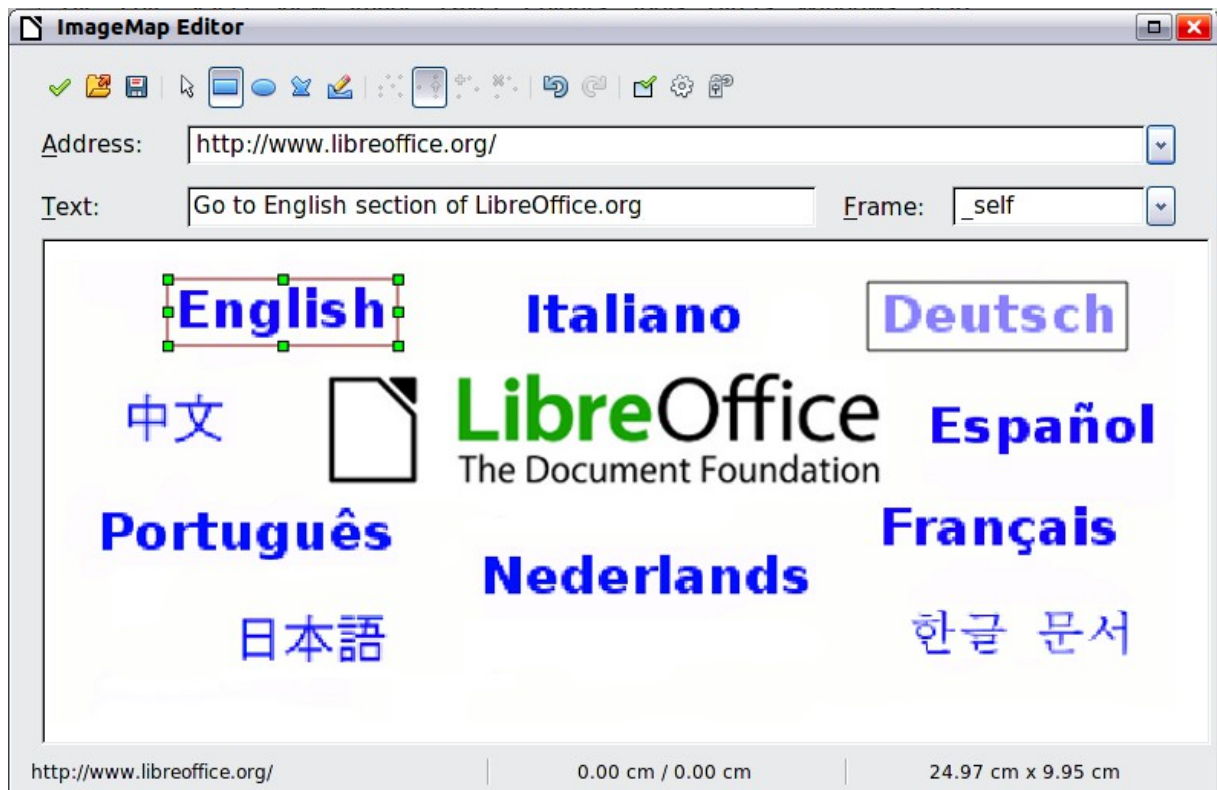 ImageMap Editor
Address: http://www.libreoffice.org/
Text: Go to English section of LibreOffice.org Frame: _self
English Italiano Deutsch
中文 LibreOffice Español
The Document Foundation
Português Français
Nederlands
日本語 한글 문서
http://www.libreoffice.org/ 0.00 cm / 0.00 cm 24.97 cm x 9.95 cm